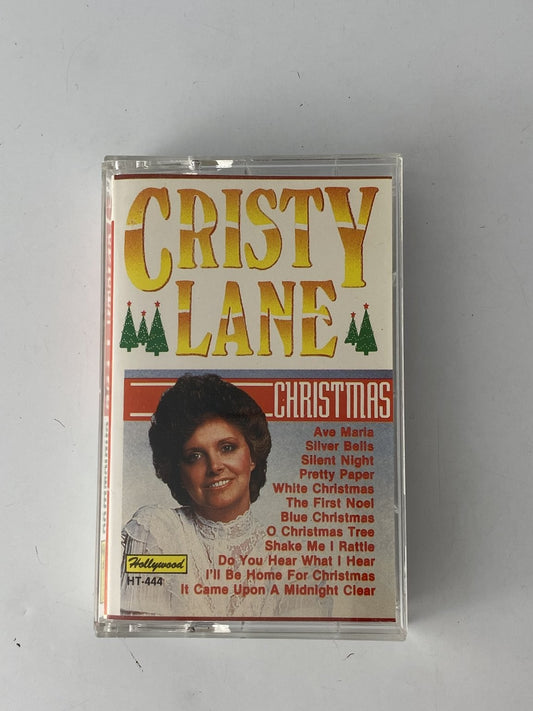 CRISTY
LANE
CHRISTMAS
Ave Maria
Silver Bells
Silent Night
Pretty Paper
White Christmas
The First Noel
Blue Christmas
O Christmas Tree
Shake Me I Rattle
Do You Hear What I Hear
I'll Be Home For Christmas
It Came Upon A Midnight Clear
Hollywood
HT-444